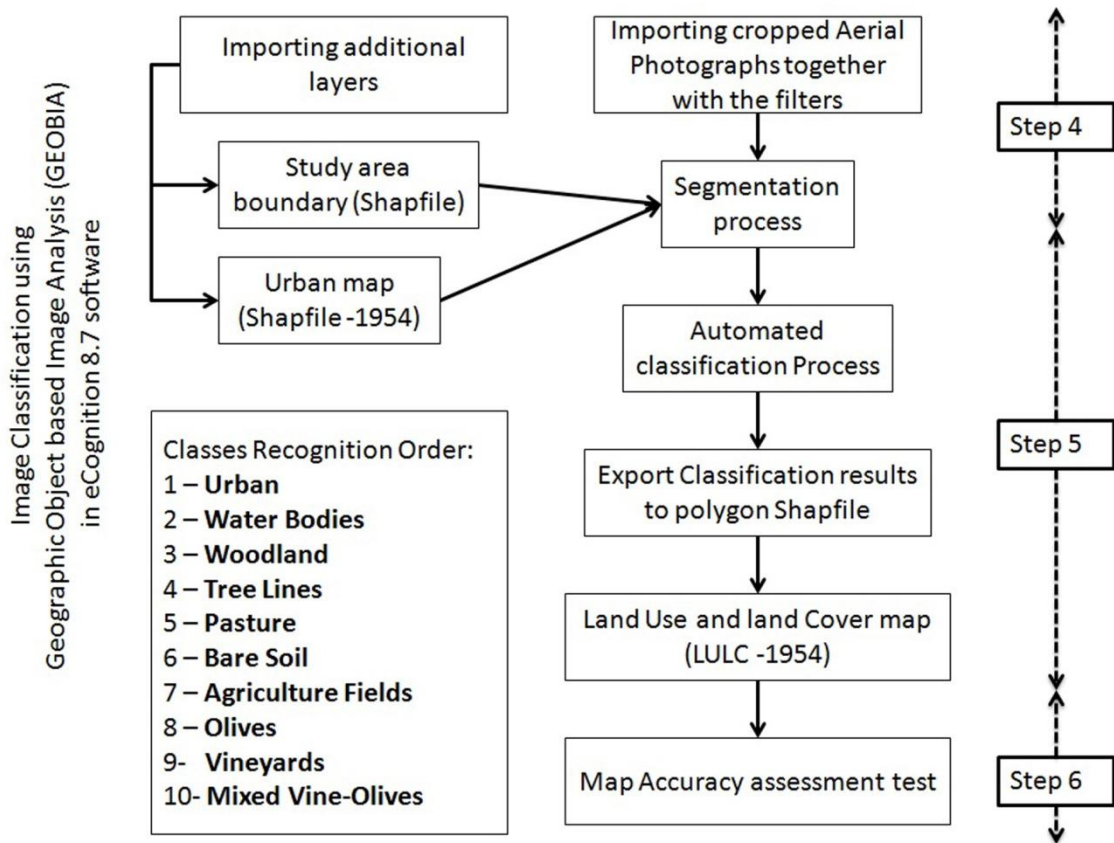 Image Classification using
Geographic Object based Image Analysis (GEOBIA)
in eCognition 8.7 software
Importing additional
layers
Study area
boundary (Shapfile)
Urban map
(Shapfile -1954)
Classes Recognition Order:
1 – Urban
2 – Water Bodies
3 – Woodland
4 – Tree Lines
5 – Pasture
6 – Bare Soil
7 – Agriculture Fields
8 – Olives
9- Vineyards
10- Mixed Vine-Olives
Importing cropped Aerial
Photographs together
with the filters
Segmentation
process
Automated
classification Process
Export Classification results
to polygon Shapfile
Land Use and land Cover map
(LULC -1954)
Map Accuracy assessment test
Step 4
Step 5
Step 6